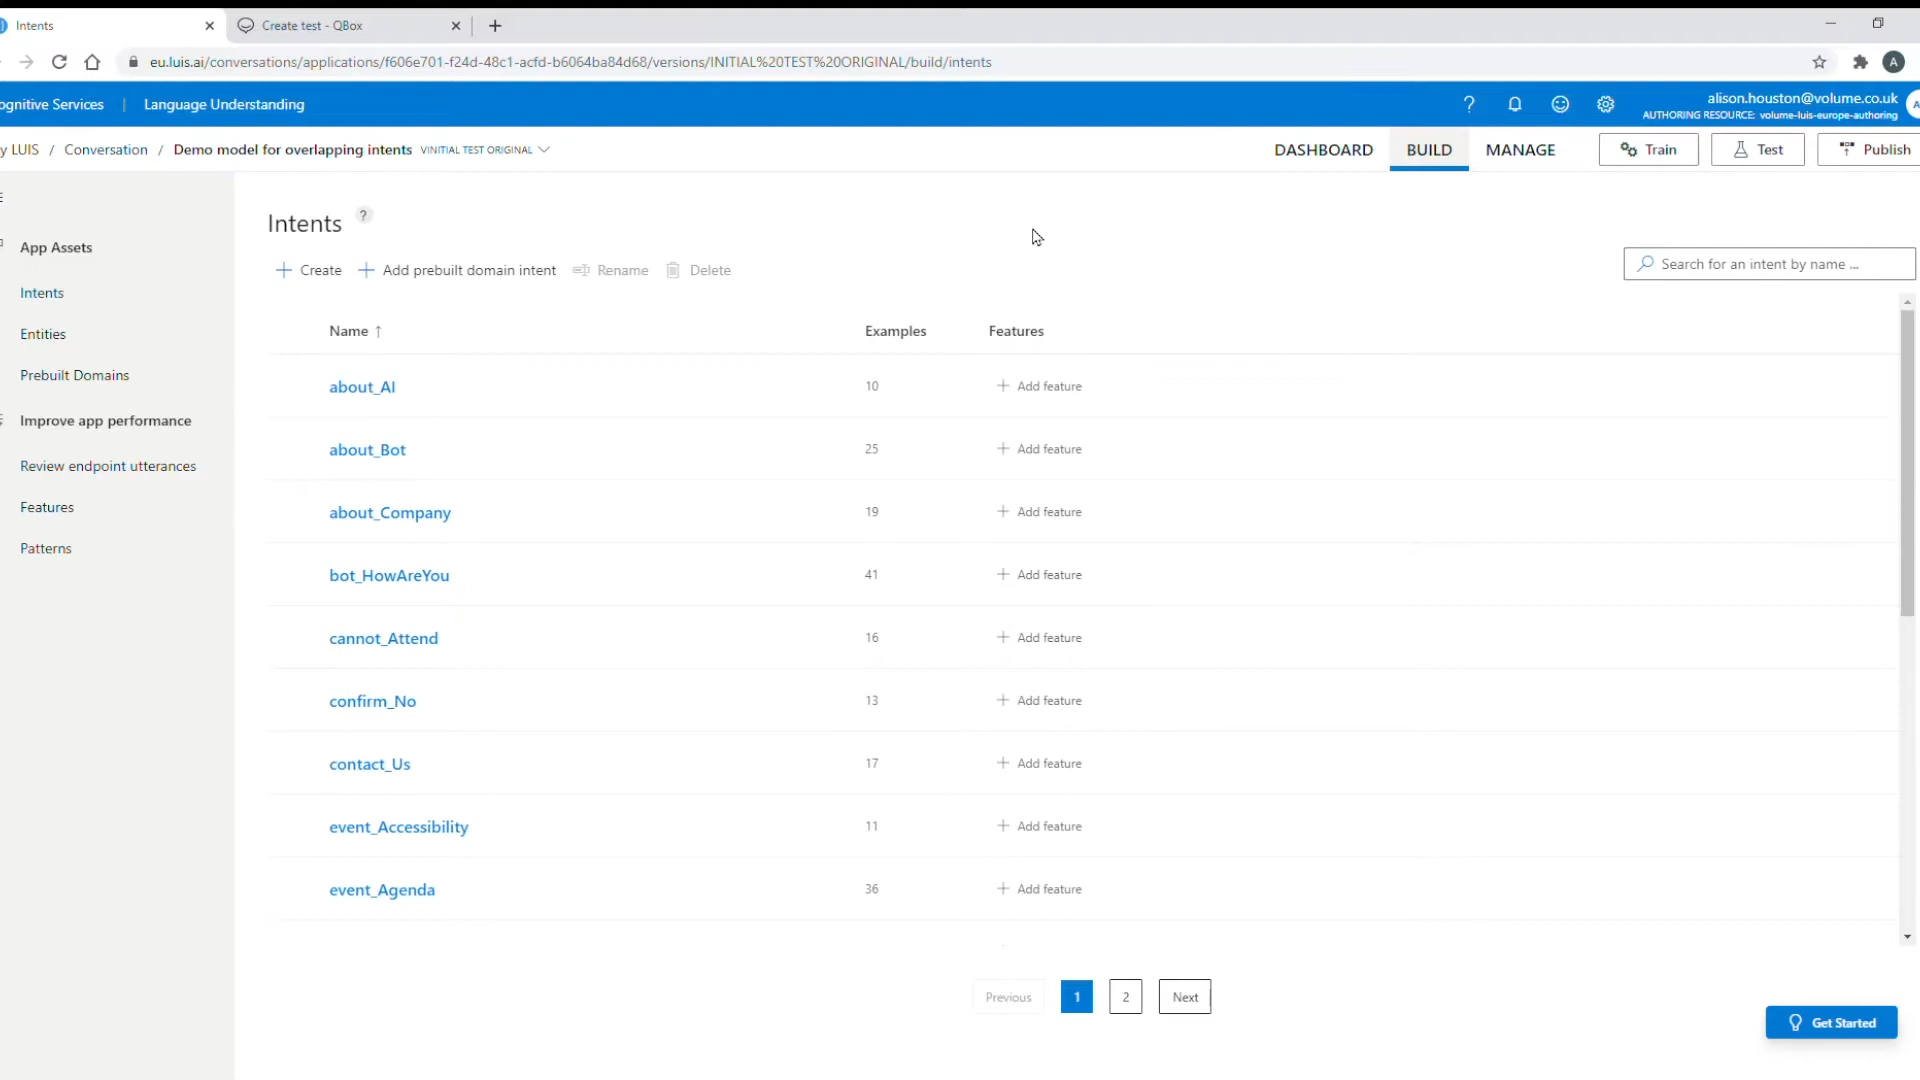 Intents
Create test - QBox
eu.luis.ai/conversations/applications/f606e701-f24d-48c1-acfd-b6064ba84d68/versions/INITIAL%20TEST%20ORIGINAL/build/intents
A
ognitive Services | Language Understanding
?
alison.houston@volume.co.uk
AUTHORING RESOURCE: volume-luis-europe-authoring
A
y LUIS / Conversation / Demo model for overlapping intents VINITIAL TEST ORIGINAL
DASHBOARD BUILD MANAGE Train Test Publish
App Assets
Intents
Entities
Prebuilt Domains
Improve app performance
Review endpoint utterances
Features
Patterns
Intents ?
+ Create + Add prebuilt domain intent Rename Delete
Search for an intent by name ...
Name ↑ Examples Features
about_AI 10 + Add feature
about_Bot 25 + Add feature
about_Company 19 + Add feature
bot_HowAreYou 41 + Add feature
cannot_Attend 16 + Add feature
confirm_No 13 + Add feature
contact_Us 17 + Add feature
event_Accessibility 11 + Add feature
event_Agenda 36 + Add feature
Previous 1 2 Next
Get Started